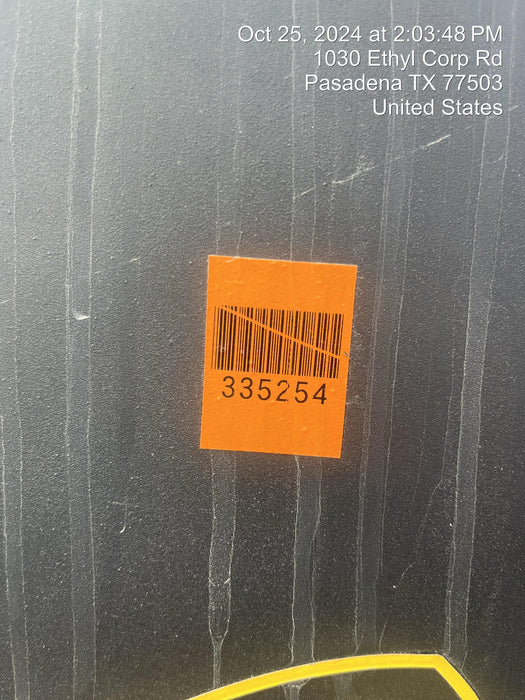 Oct 25, 2024 at 2:03:48 PM
1030 Ethyl Corp Rd
Pasadena TX 77503
United States
335254